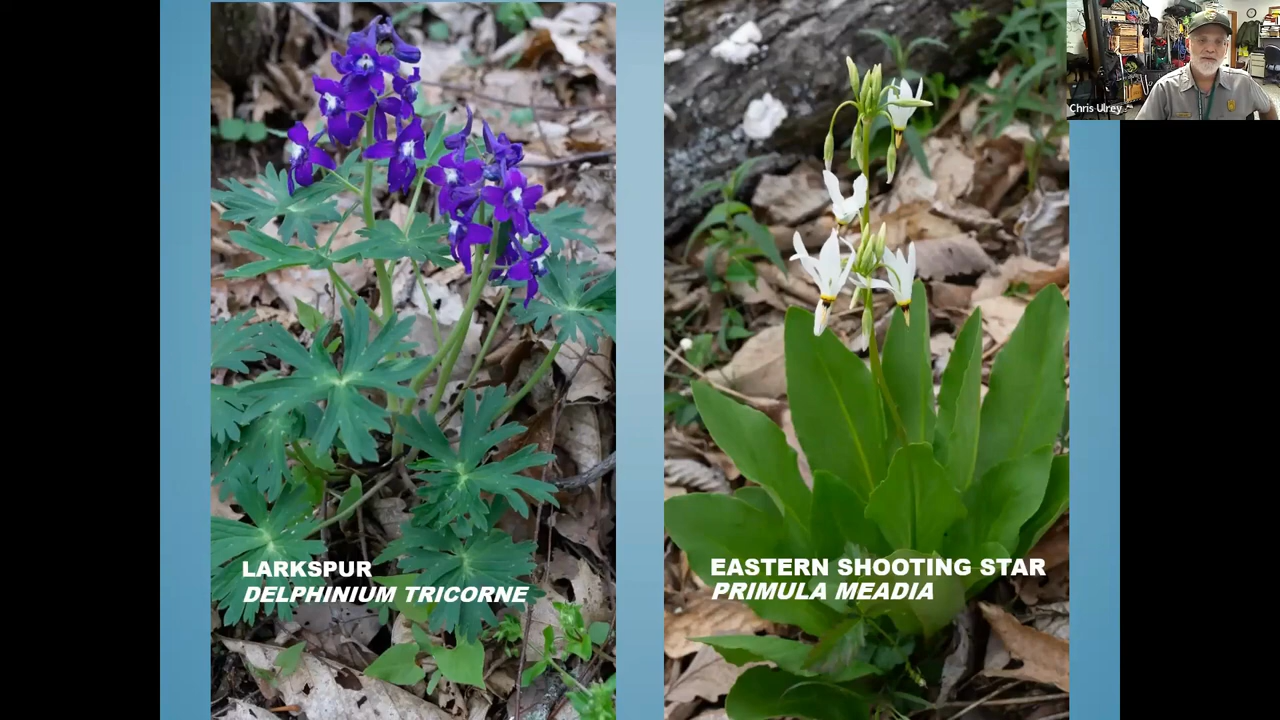 Chris Ulrey
LARKSPUR
DELPHINIUM TRICORNE
EASTERN SHOOTING STAR
PRIMULA MEADIA